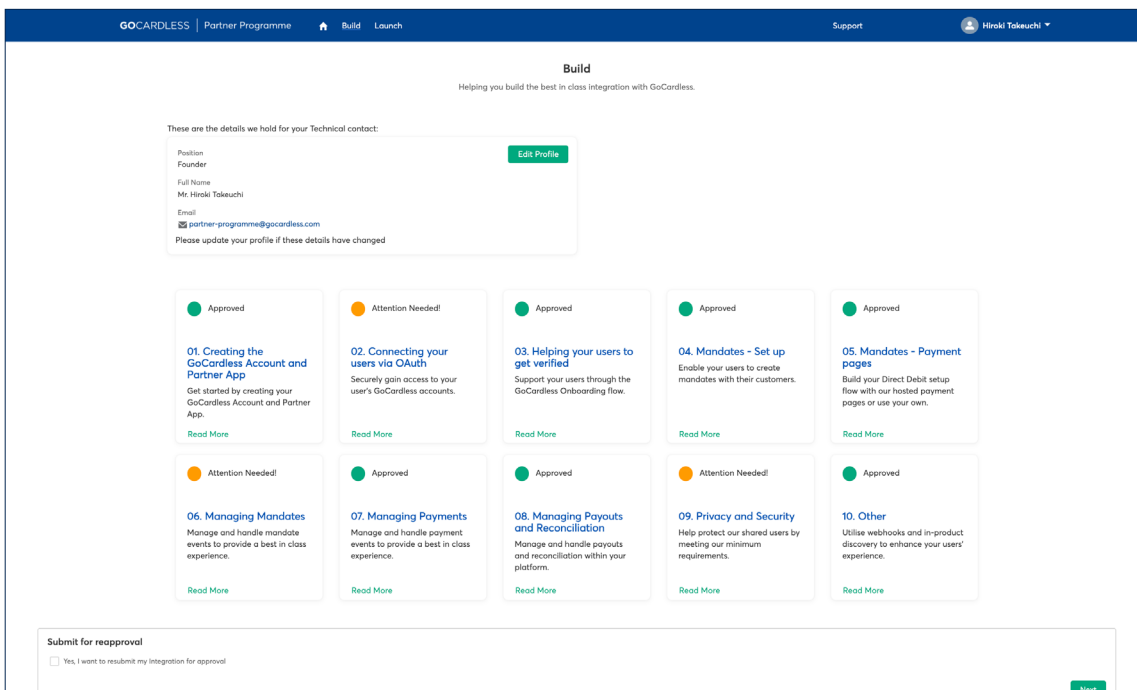 GOCARDLESS | Partner Programme Build Launch Support Hiroki Takeuchi
Build
Helping you build the best in class integration with GoCardless.
These are the details we hold for your Technical contact:
Position
Edit Profile
Founder
Full Name
Mr. Hiroki Takeuchi
Email
partner-programme@gocardless.com
Please update your profile if these details have changed
Approved
01. Creating the
GoCardless Account and
Partner App
Get started by creating your
GoCardless Account and Partner
App.
Read More
Attention Needed!
02. Connecting your
users via OAuth
Securely gain access to your
user's GoCardless accounts.
Read More
Approved
03. Helping your users to
get verified
Support your users through the
GoCardless Onboarding flow.
Read More
Approved
04. Mandates - Set up
Enable your users to create
mandates with their customers.
Read More
Approved
05. Mandates - Payment
pages
Build your Direct Debit setup
flow with our hosted payment
pages or use your own.
Read More
Attention Needed!
06. Managing Mandates
Manage and handle mandate
events to provide a best in class
experience.
Read More
Approved
07. Managing Payments
Manage and handle payment
events to provide a best in class
experience.
Read More
Approved
08. Managing Payouts
and Reconciliation
Manage and handle payouts
and reconciliation within your
platform.
Read More
Attention Needed!
09. Privacy and Security
Help protect our shared users by
meeting our minimum
requirements.
Read More
Approved
10. Other
Utilise webhooks and in-product
discovery to enhance your users'
experience.
Read More
Submit for reapproval
Yes, I want to resubmit my Integration for approval
Next